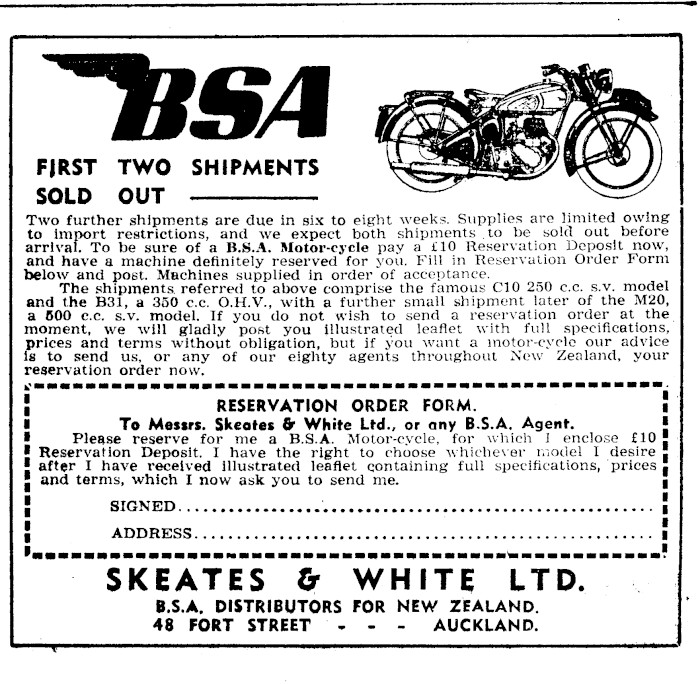 BSA
FIRST TWO SHIPMENTS
SOLD OUT
Two further shipments are due in six to eight weeks. Supplies are limited owing
to import restrictions, and we expect both shipments to be sold out before
arrival. To be sure of a B.S.A. Motor-cycle pay a £10 Reservation Deposit now,
and have a machine definitely reserved for you. Fill in Reservation Order Form
below and post. Machines supplied in order of acceptance.
The shipments referred to above comprise the famous C10 250 c.c. s.v. model
and the B31, a 350 c.c. O.H.V., with a further small shipment later of the M20,
a 500 c.c. s.v. model. If you do not wish to send a reservation order at the
moment, we will gladly post you illustrated leaflet with full specifications,
prices and terms without obligation, but if you want a motor-cycle our advice
is to send us, or any of our eighty agents throughout New Zealand, your
reservation order now.
RESERVATION ORDER FORM.
To Messrs. Skeates & White Ltd., or any B.S.A. Agent.
Please reserve for me a B.S.A. Motor-cycle, for which I enclose £10
Reservation Deposit. I have the right to choose whichever model I desire
after I have received illustrated leaflet containing full specifications, prices
and terms, which I now ask you to send me.
SIGNED......................................................
ADDRESS....................................................
SKEATES & WHITE LTD.
B.S.A. DISTRIBUTORS FOR NEW ZEALAND.
48 FORT STREET - - - AUCKLAND.